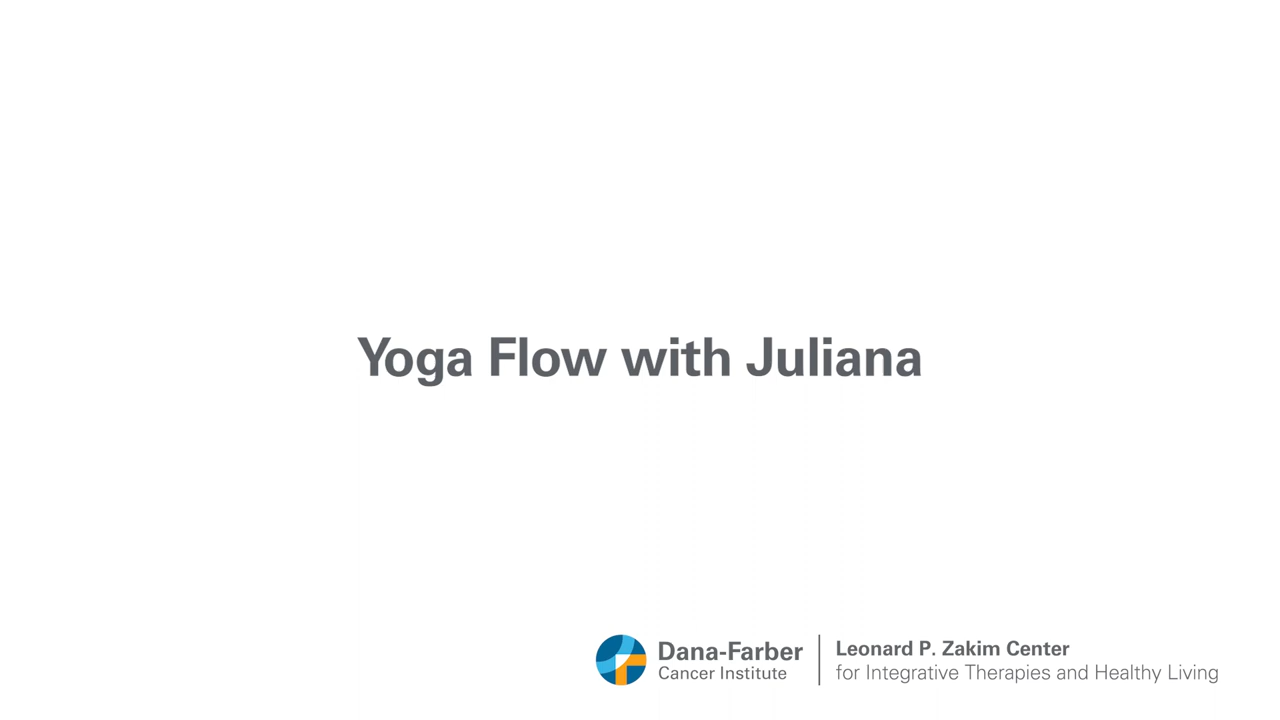 Yoga Flow with Juliana
Dana-Farber
Cancer Institute
Leonard P. Zakim Center
for Integrative Therapies and Healthy Living